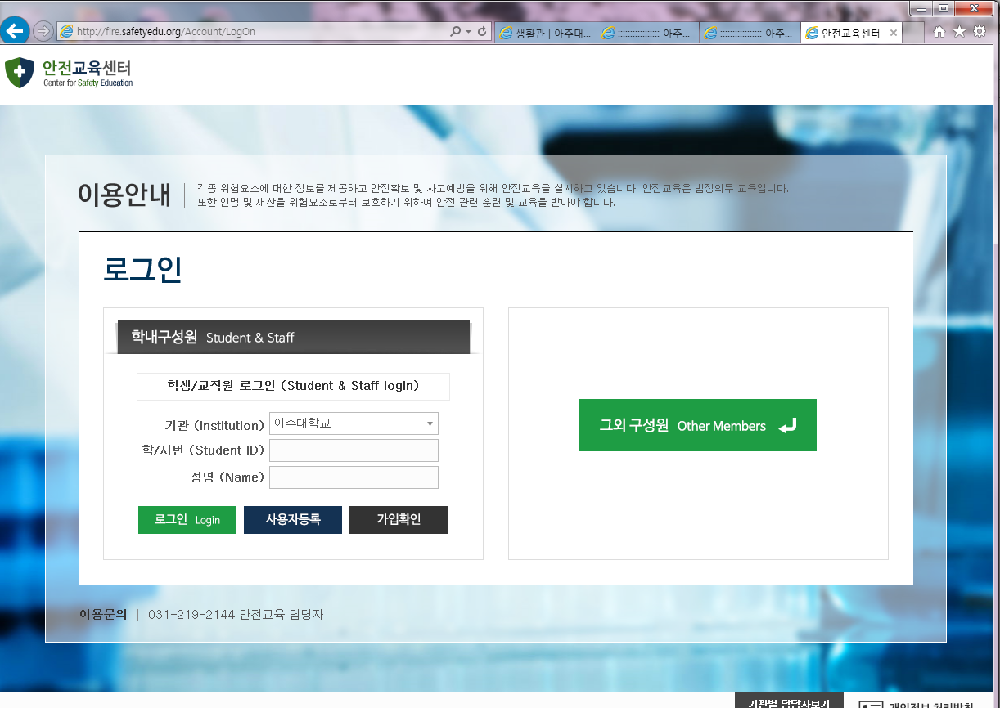 http://fire.safetyedu.org/Account/LogOn
생활관 | 아주대...
:::::::::::::::: 아주...
:::::::::::::::: 아주...
안전교육센터
안전교육센터
Center for Safety Education
이용안내
각종 위험요소에 대한 정보를 제공하고 안전확보 및 사고예방을 위해 안전교육을 실시하고 있습니다. 안전교육은 법정의무 교육입니다.
또한 인명 및 재산을 위험요소로부터 보호하기 위하여 안전 관련 훈련 및 교육을 받아야 합니다.
로그인
학내구성원 Student & Staff
학생/교직원 로그인 (Student & Staff login)
기관 (Institution) 아주대학교
학/사번 (Student ID)
성명 (Name)
로그인 Login 사용자등록 가입확인
그외 구성원 Other Members
이용문의 | 031-219-2144 안전교육 담당자
기관별 담당자보기
개인정보 처리방침